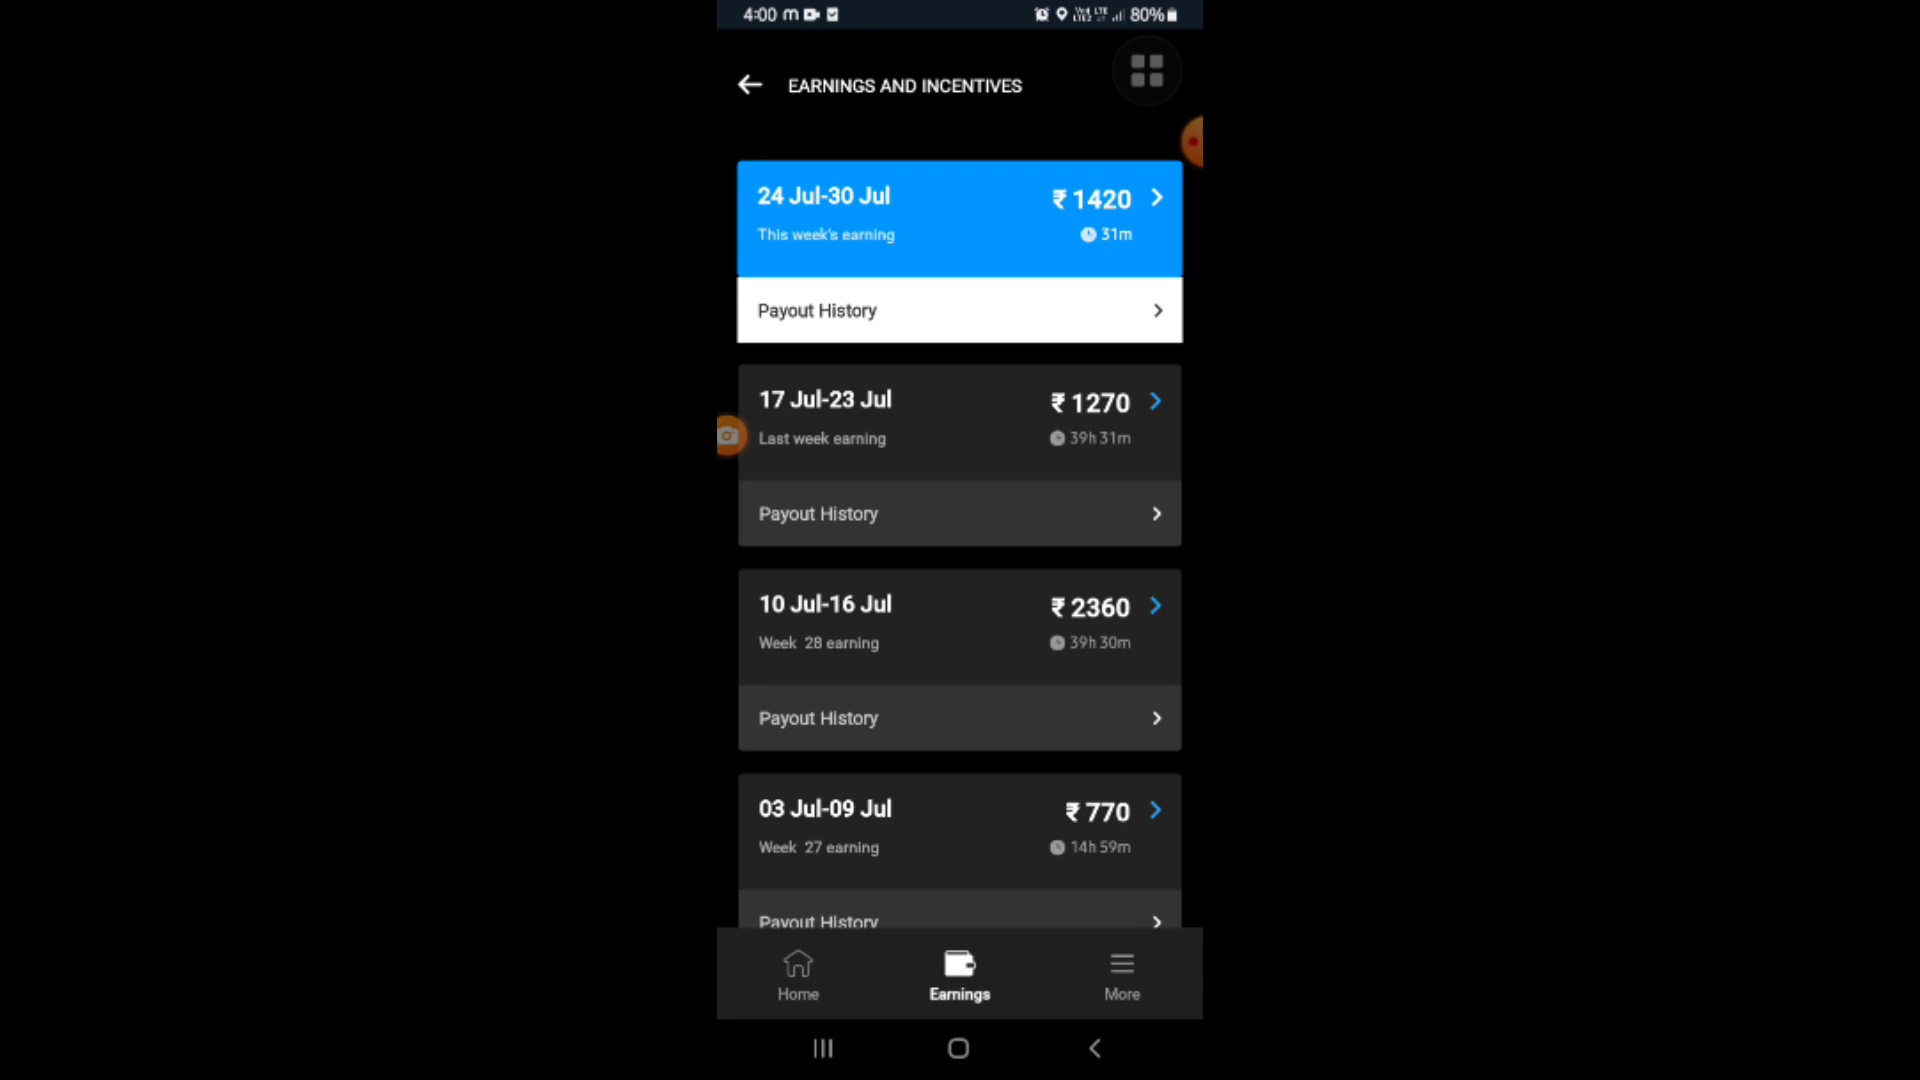 4:00 m 80%
EARNINGS AND INCENTIVES
24 Jul-30 Jul ₹ 1420
This week's earning 31m
Payout History
17 Jul-23 Jul ₹ 1270
Last week earning 39h 31m
Payout History
10 Jul-16 Jul ₹ 2360
Week 28 earning 39h 30m
Payout History
03 Jul-09 Jul ₹ 770
Week 27 earning 14h 59m
Payout History
Home Earnings More